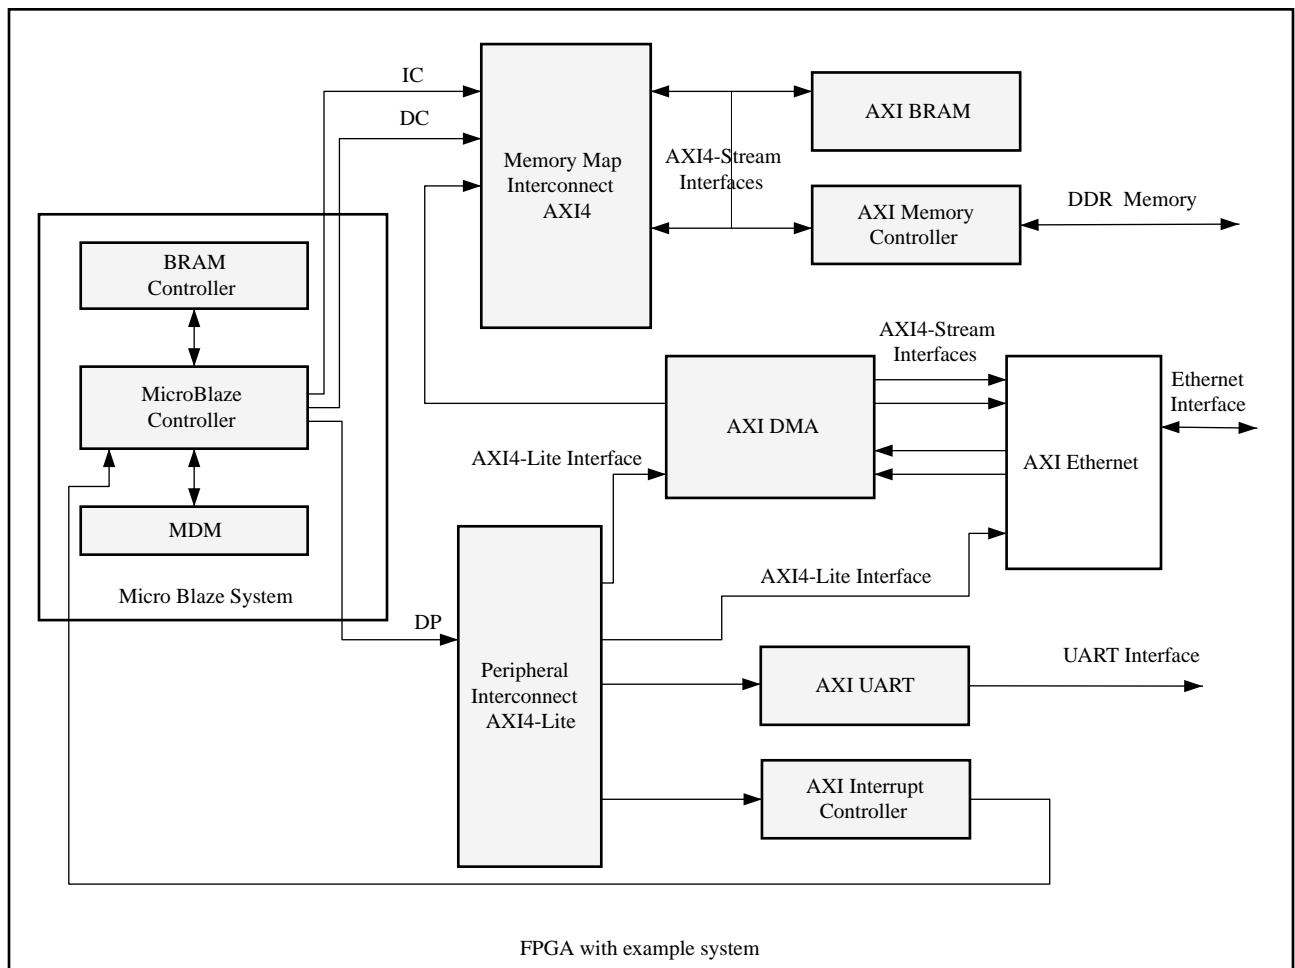 IC
DC
Memory Map
Interconnect
AXI4
AXI4-Stream
Interfaces
AXI BRAM
AXI Memory
Controller
DDR Memory
BRAM
Controller
MicroBlaze
Controller
MDM
Micro Blaze System
AXI4-Stream
Interfaces
AXI DMA
AXI Ethernet
Ethernet
Interface
AXI4-Lite Interface
AXI4-Lite Interface
DP
Peripheral
Interconnect
AXI4-Lite
AXI UART
UART Interface
AXI Interrupt
Controller
FPGA with example system